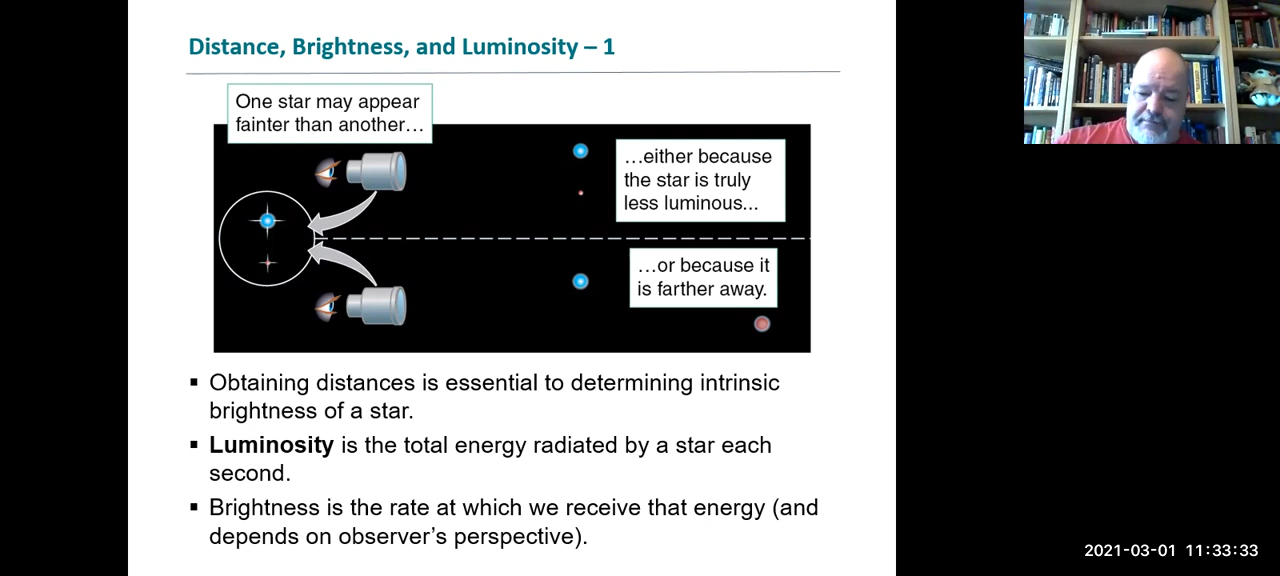 Distance, Brightness, and Luminosity – 1
One star may appear
fainter than another…
…either because
the star is truly
less luminous...
…or because it
is farther away.
▪ Obtaining distances is essential to determining intrinsic
brightness of a star.
▪ Luminosity is the total energy radiated by a star each
second.
▪ Brightness is the rate at which we receive that energy (and
depends on observer’s perspective).
2021-03-01 11:33:33